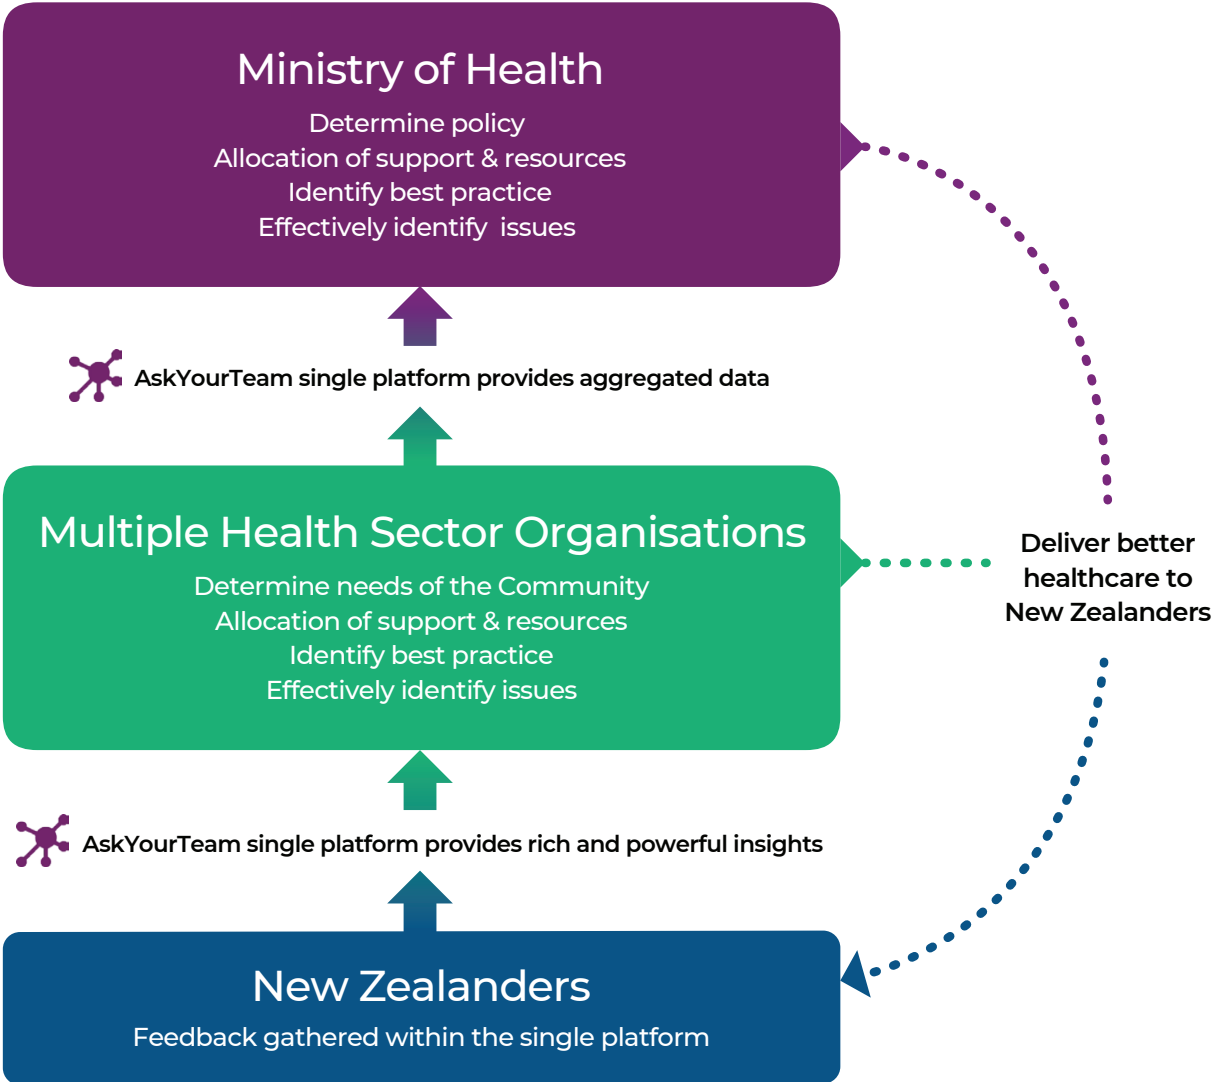 Ministry of Health
Determine policy
Allocation of support & resources
Identify best practice
Effectively identify  issues
AskYourTeam single platform provides aggregated data
Multiple Health Sector Organisations
Determine needs of the Community
Allocation of support & resources
Identify best practice
Effectively identify issues
Deliver better
healthcare to
New Zealanders
AskYourTeam single platform provides rich and powerful insights
New Zealanders
Feedback gathered within the single platform